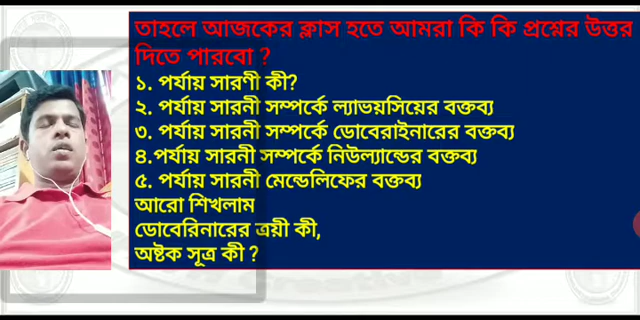 তাহলে আজকের ক্লাস হতে আমরা কি কি প্রশ্নের উত্তর
দিতে পারবো ?
১. পর্যায় সারণী কী?
২. পর্যায় সারনী সম্পর্কে ল্যাভয়সিয়ের বক্তব্য
৩. পর্যায় সারনী সম্পর্কে ডোবেরাইনারের বক্তব্য
৪.পর্যায় সারনী সম্পর্কে নিউল্যান্ডের বক্তব্য
৫. পর্যায় সারনী মেন্ডেলিফের বক্তব্য
আরো শিখলাম
ডোবেরিনারের ত্রয়ী কী,
অষ্টক সূত্র কী ?